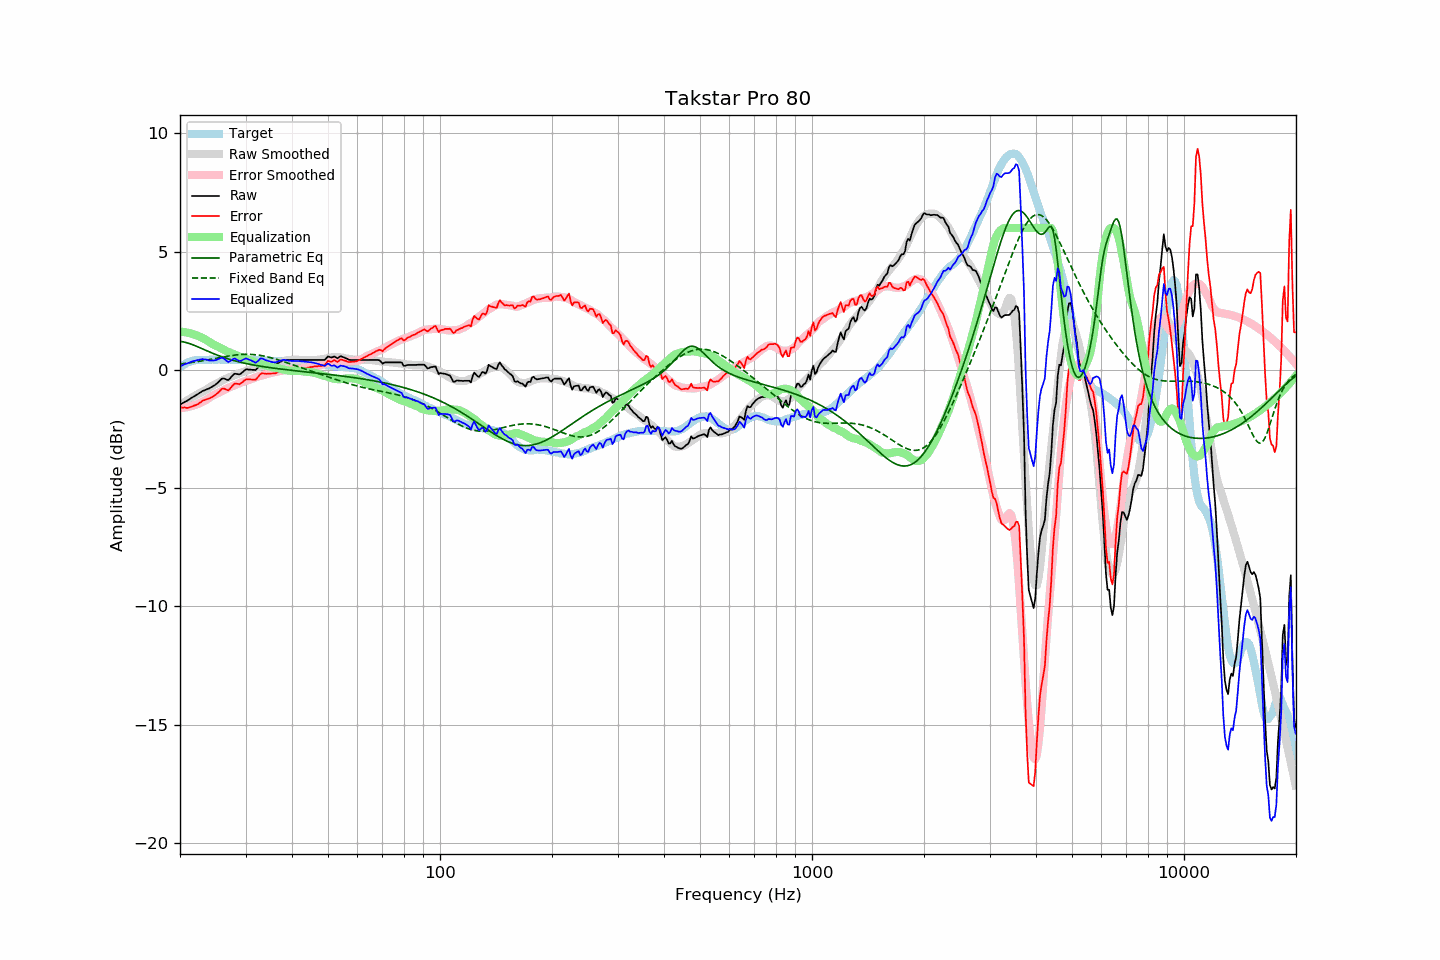 Takstar Pro 80
10
5
0
−5
−10
−15
−20
Amplitude (dBr)
Target
Raw Smoothed
Error Smoothed
Raw
Error
Equalization
Parametric Eq
Fixed Band Eq
Equalized
100
1000
10000
Frequency (Hz)